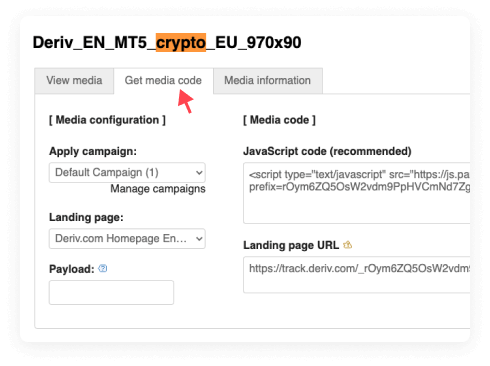 Deriv_EN_MT5_crypto_EU_970x90
View media
Get media code
Media information
[ Media configuration ]
Apply campaign:
Default Campaign (1)
Manage campaigns
Landing page:
Deriv.com Homepage En…
Payload:
[ Media code ]
JavaScript code (recommended)
<script type="text/javascript" src="https://js.pa
prefix=rOym6ZQ5OsW2vdm9PpHVCmNd7Zg
Landing page URL
https://track.deriv.com/_rOym6ZQ5OsW2vdm9